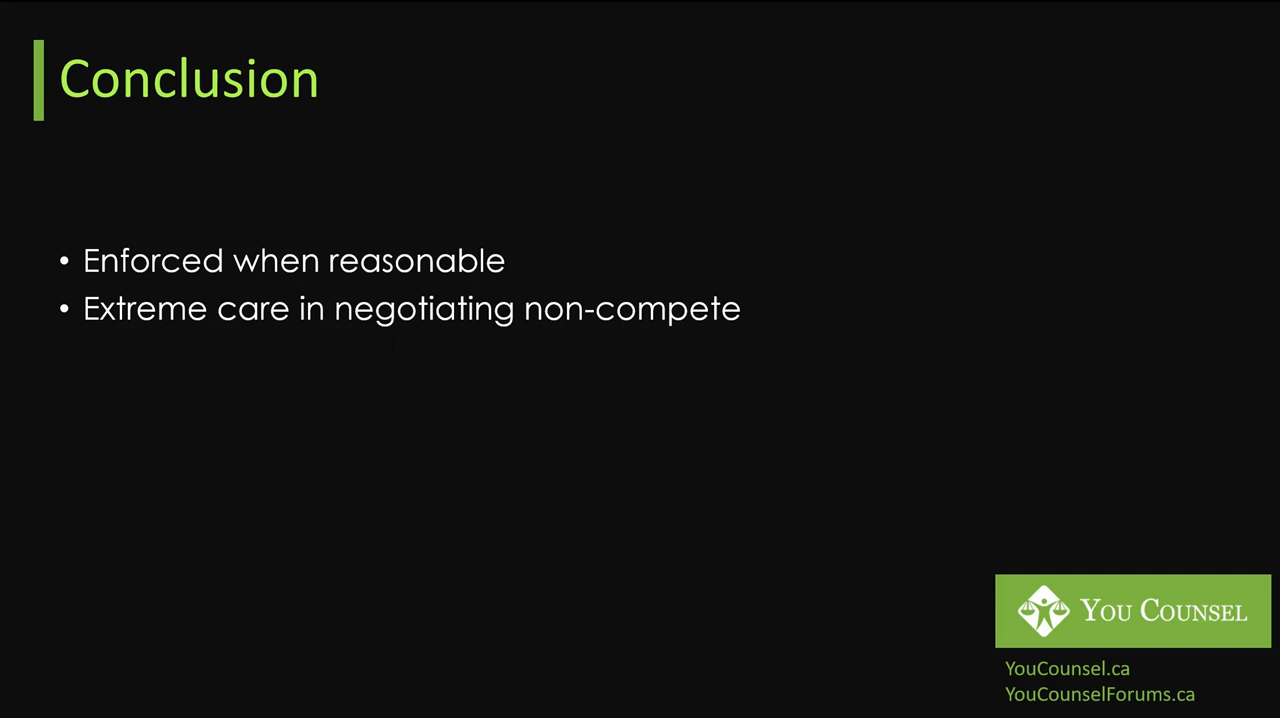 Conclusion
• Enforced when reasonable
• Extreme care in negotiating non-compete
You Counsel
YouCounsel.ca
YouCounselForums.ca